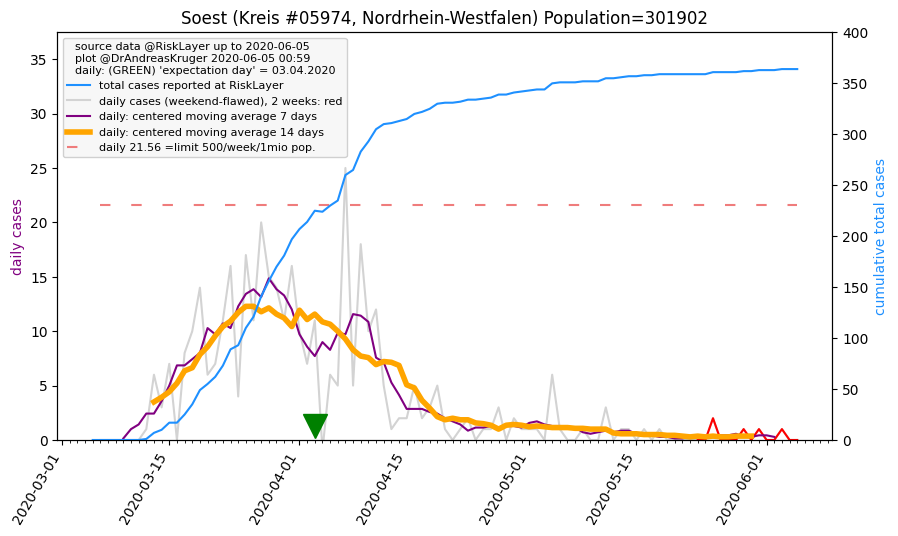 Soest (Kreis #05974, Nordrhein-Westfalen) Population=301902
source data @RiskLayer up to 2020-06-05
plot @DrAndreasKruger 2020-06-05 00:59
daily: (GREEN) 'expectation day' = 03.04.2020
total cases reported at RiskLayer
daily cases (weekend-flawed), 2 weeks: red
daily: centered moving average 7 days
daily: centered moving average 14 days
daily 21.56 =limit 500/week/1mio pop.
daily cases
35
30
25
20
15
10
5
0
400
350
300
250
200
150
100
50
0
cumulative total cases
2020-03-01
2020-03-15
2020-04-01
2020-04-15
2020-05-01
2020-05-15
2020-06-01